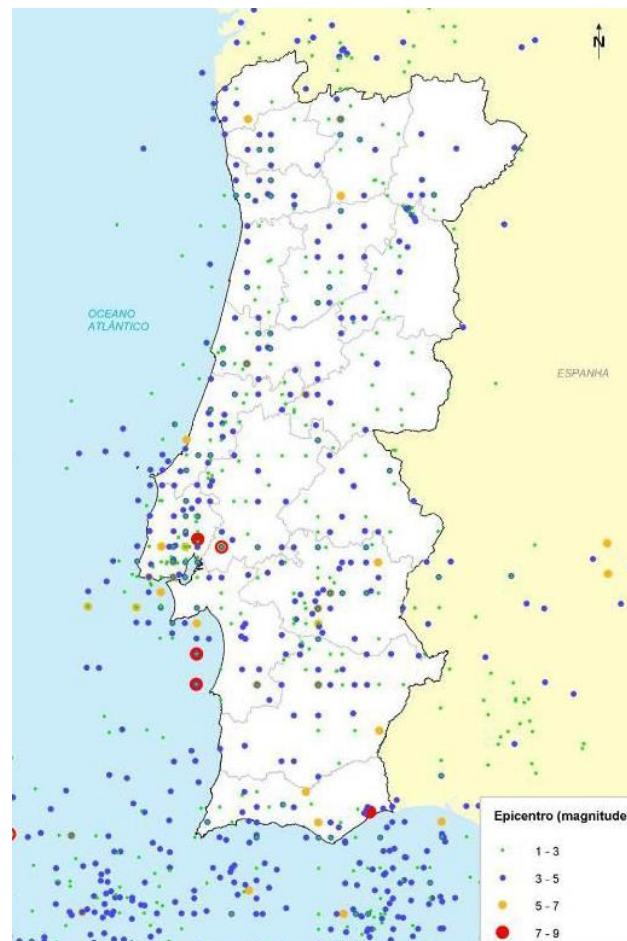 N
OCEANO
ATLÂNTICO
ESPANHA
Epicentro (magnitude
1 - 3
3 - 5
5 - 7
7 - 9